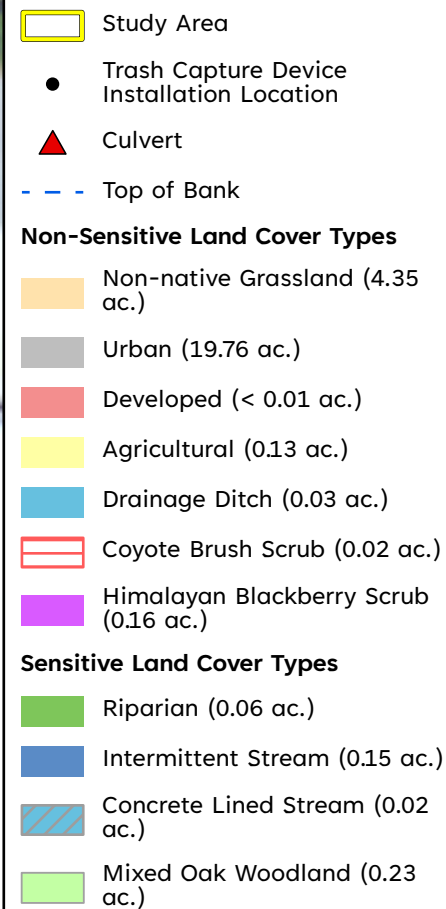 Study Area
Trash Capture Device
Installation Location
Culvert
Top of Bank
Non-Sensitive Land Cover Types
Non-native Grassland (4.35
ac.)
Urban (19.76 ac.)
Developed (< 0.01 ac.)
Agricultural (0.13 ac.)
Drainage Ditch (0.03 ac.)
Coyote Brush Scrub (0.02 ac.)
Himalayan Blackberry Scrub
(0.16 ac.)
Sensitive Land Cover Types
Riparian (0.06 ac.)
Intermittent Stream (0.15 ac.)
Concrete Lined Stream (0.02
ac.)
Mixed Oak Woodland (0.23
ac.)